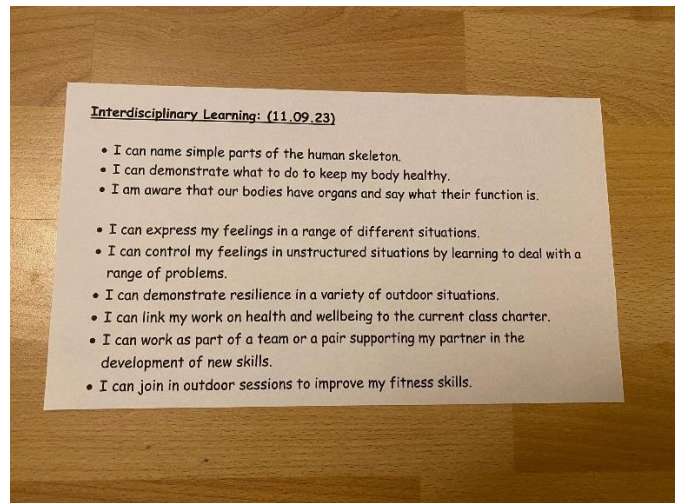 Interdisciplinary Learning: (11.09.23)
• I can name simple parts of the human skeleton.
• I can demonstrate what to do to keep my body healthy.
• I am aware that our bodies have organs and say what their function is.
• I can express my feelings in a range of different situations.
• I can control my feelings in unstructured situations by learning to deal with a
range of problems.
• I can demonstrate resilience in a variety of outdoor situations.
• I can link my work on health and wellbeing to the current class charter.
• I can work as part of a team or a pair supporting my partner in the
development of new skills.
• I can join in outdoor sessions to improve my fitness skills.